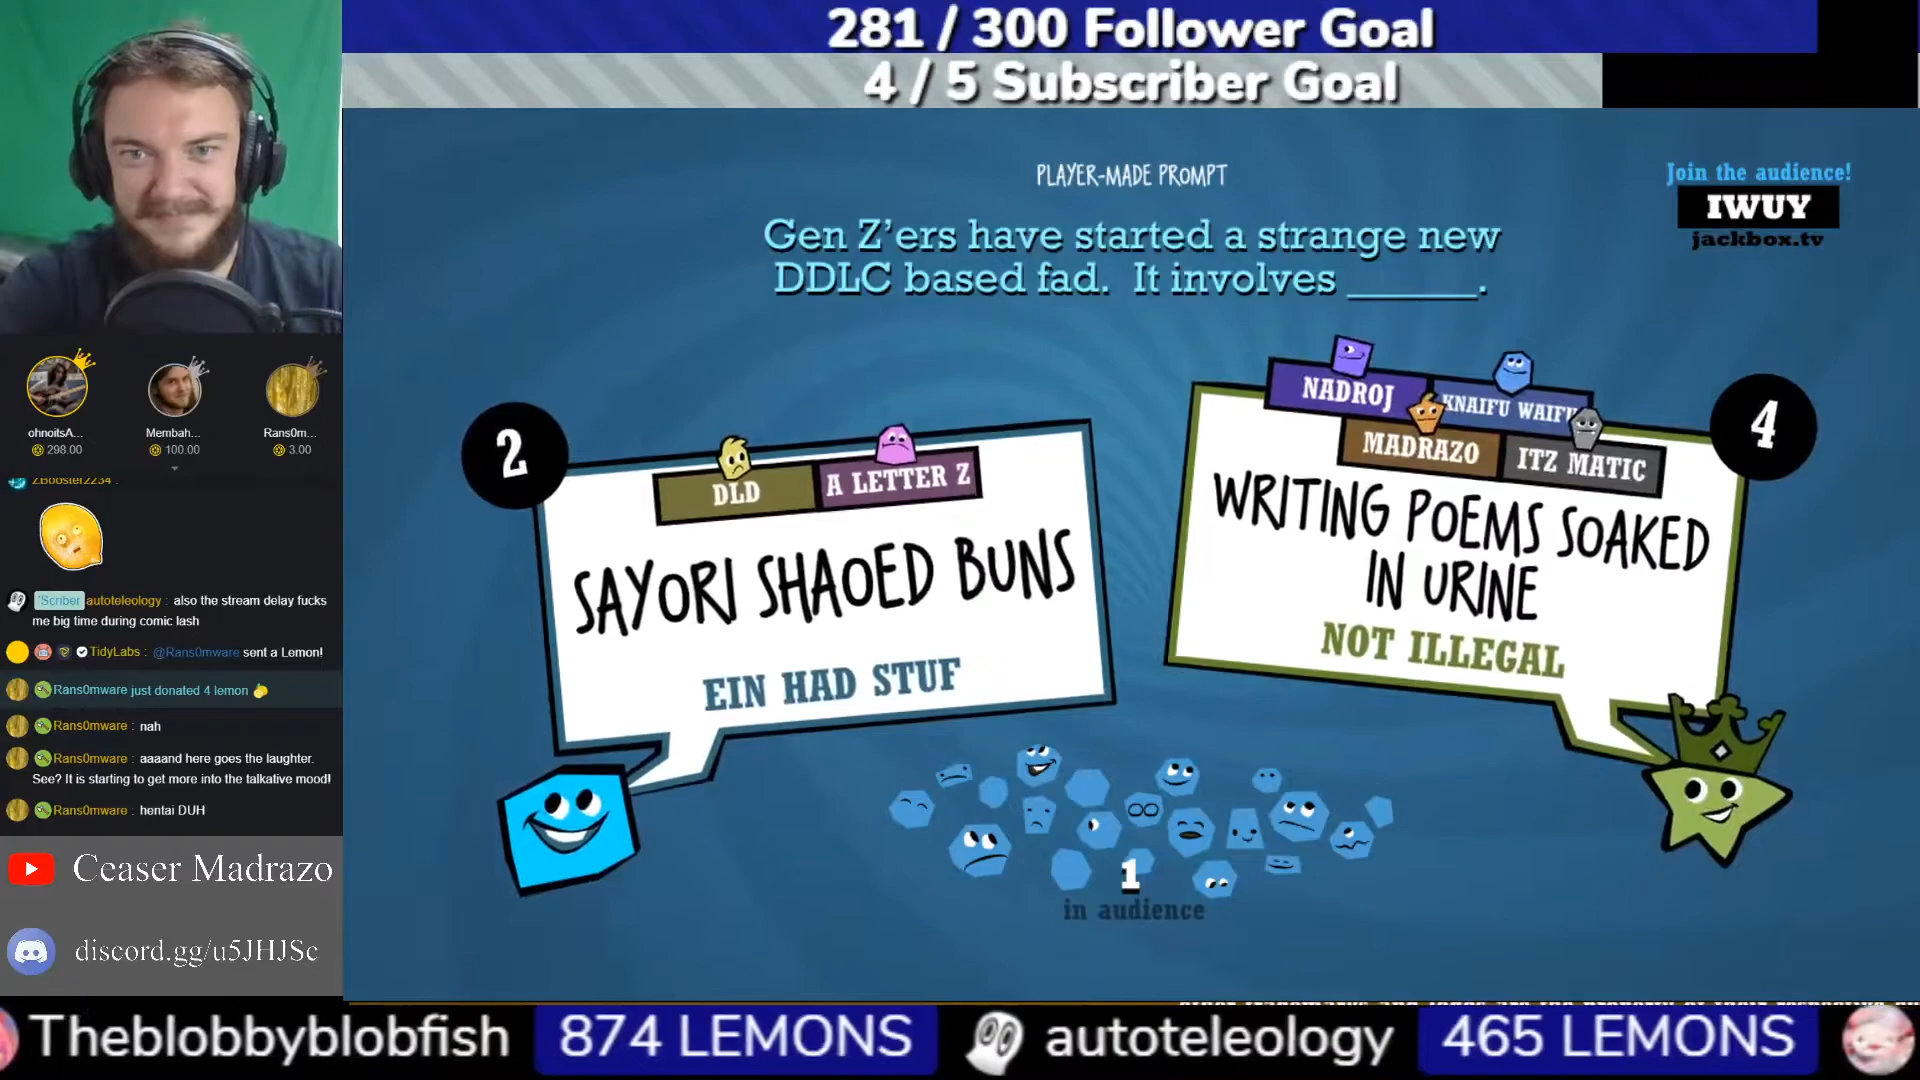 281 / 300 Follower Goal
4 / 5 Subscriber Goal
PLAYER-MADE PROMPT
Gen Z'ers have started a strange new
DDLC based fad. It involves ______.
Join the audience!
IWUY
jackbox.tv
2
DLD
A LETTER Z
SAYORI SHAOED BUNS
EIN HAD STUF
NADROJ
KNAIFU WAIFU
MADRAZO
ITZ MATIC
4
WRITING POEMS SOAKED
IN URINE
NOT ILLEGAL
1
in audience
ohnoitsA...
298.00
Membah...
100.00
Rans0m...
3.00
ZBooster2234 :
'Scriber autoteleology : also the stream delay fucks
me big time during comic lash
TidyLabs : @Rans0mware sent a Lemon!
Rans0mware just donated 4 lemon
Rans0mware : nah
Rans0mware : aaaand here goes the laughter.
See? It is starting to get more into the talkative mood!
Rans0mware : hentai DUH
Ceaser Madrazo
discord.gg/u5JHJSc
Theblobbyblobfish
874 LEMONS
autoteleology
465 LEMONS